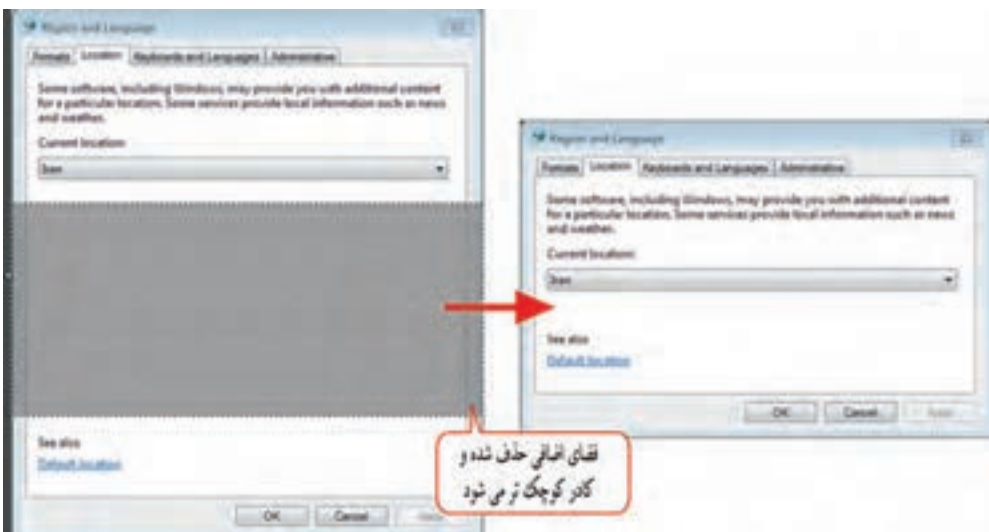 Region and Language
Formats Location Keyboards and Languages Administrative
Some software, including Windows, may provide you with additional content
for a particular location. Some services provide local information such as news
and weather.
Current location:
Iran
See also
Default location
OK Cancel Apply
Region and Language
Formats Location Keyboards and Languages Administrative
Some software, including Windows, may provide you with additional content
for a particular location. Some services provide local information such as news
and weather.
Current location:
Iran
See also
Default location
OK Cancel Apply
فضای اضافی حذف شده و
کادر کوچک تر می شود